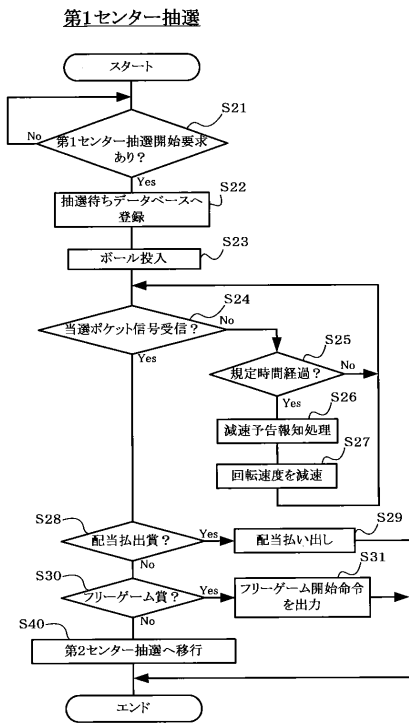 第1センター抽選
スタート
S21
第1センター抽選開始要求
あり？
No
Yes
S22
抽選待ちデータベースへ
登録
S23
ボール投入
S24
当選ポケット信号受信？
No
Yes
S25
規定時間経過？
No
Yes
S26
減速予告報知処理
S27
回転速度を減速
S28
配当払出賞？
Yes
No
S29
配当払い出し
S30
フリーゲーム賞？
Yes
No
S31
フリーゲーム開始命令
を出力
S40
第2センター抽選へ移行
エンド